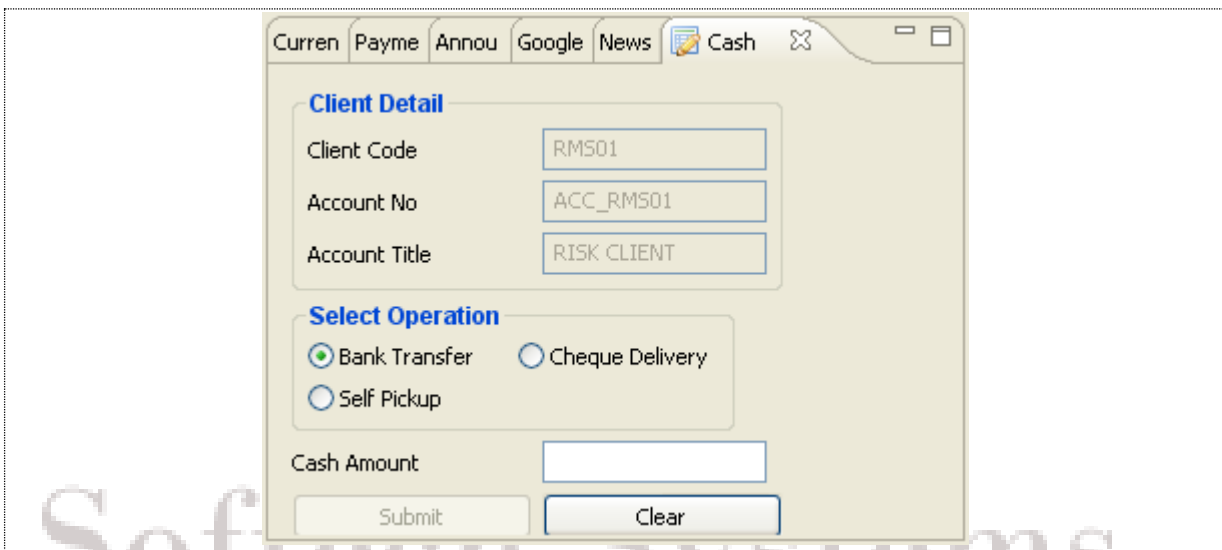 Curren Payme Annou Google News Cash
Client Detail
Client Code RMS01
Account No ACC_RMS01
Account Title RISK CLIENT
Select Operation
Bank Transfer Cheque Delivery
Self Pickup
Cash Amount
Submit Clear